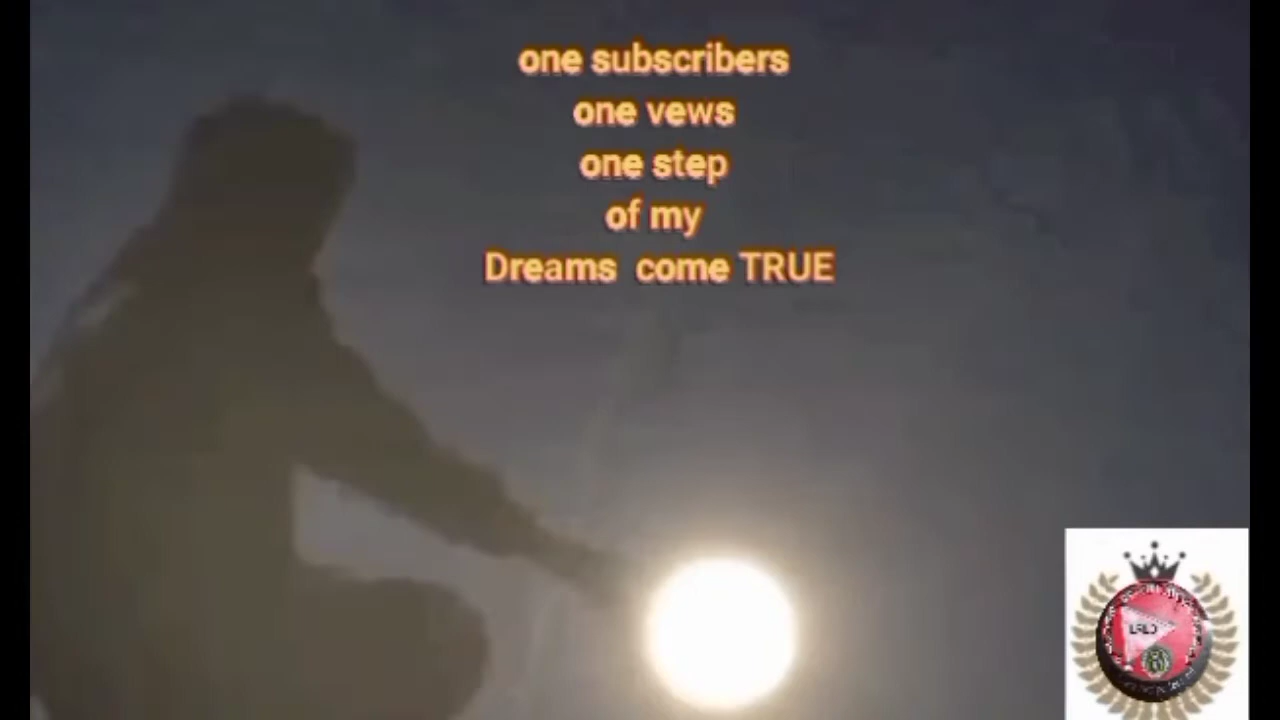 one subscribers
one vews
one step
of my
Dreams come TRUE